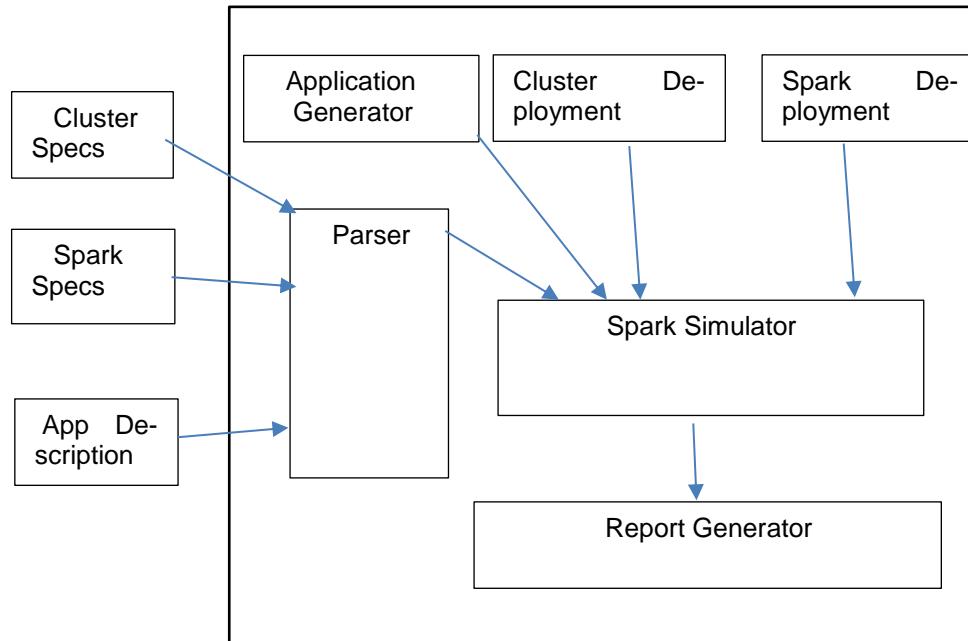 Application
Generator
Cluster De-
ployment
Spark De-
ployment
Cluster
Specs
Parser
Spark
Specs
Spark Simulator
App De-
scription
Report Generator